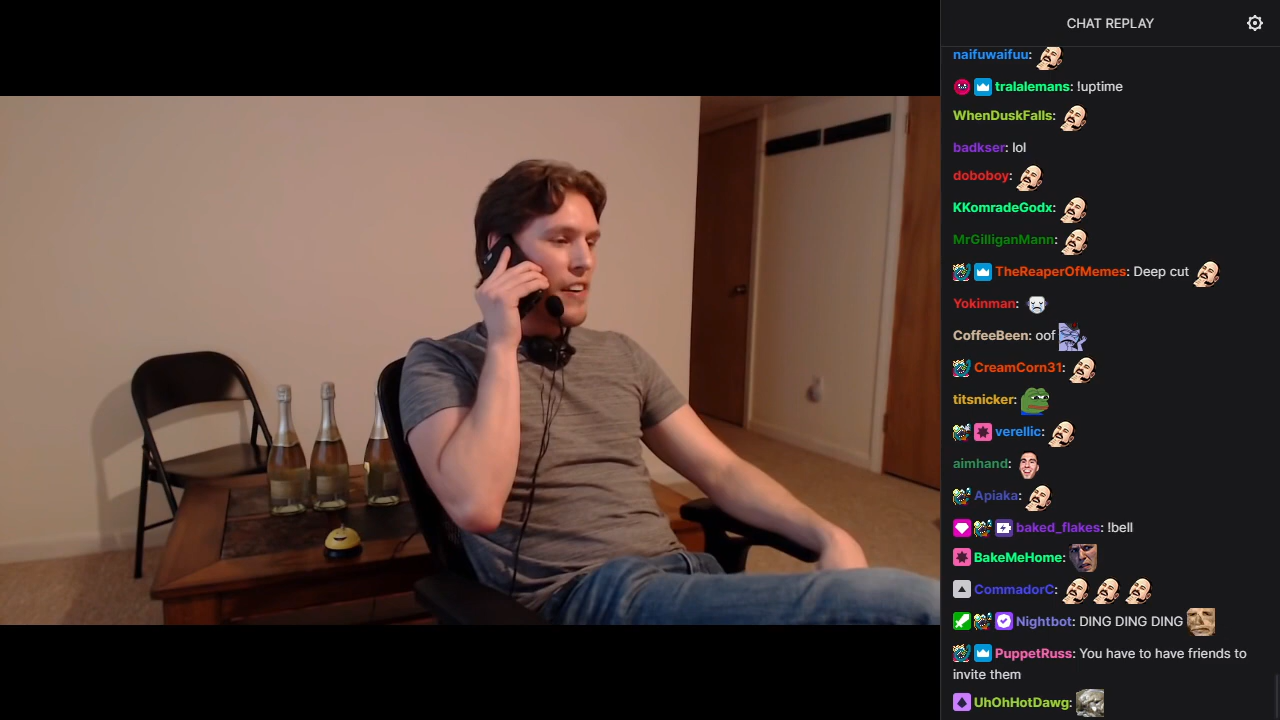 CHAT REPLAY
naifuwaifuu:
tralalemans: !uptime
WhenDuskFalls:
badkser: lol
doboboy:
KKomradeGodx:
MrGilliganMann:
TheReaperOfMemes: Deep cut
Yokinman:
CoffeeBeen: oof
CreamCorn31:
titsnicker:
verellic:
aimhand:
Apiaka:
baked_flakes: !bell
BakeMeHome:
CommadorC:
Nightbot: DING DING DING
PuppetRuss: You have to have friends to
invite them
UhOhHotDawg: